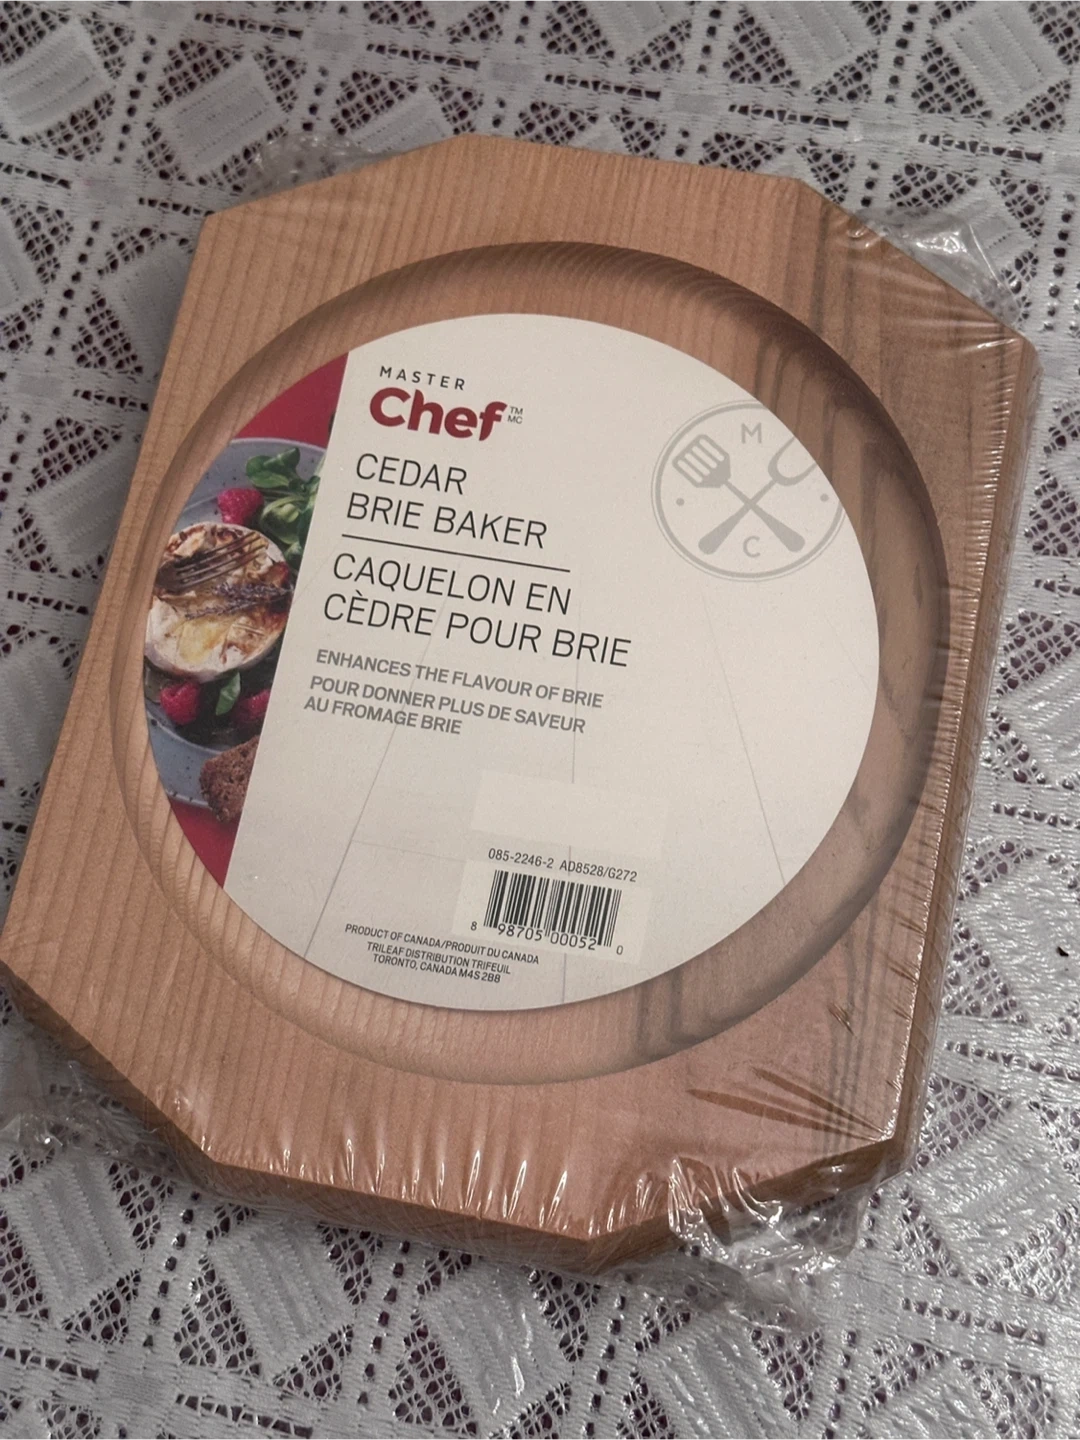 MASTER
Chef TM MC
M
C
CEDAR
BRIE BAKER
CAQUELON EN
CÈDRE POUR BRIE
ENHANCES THE FLAVOUR OF BRIE
POUR DONNER PLUS DE SAVEUR
AU FROMAGE BRIE
085-2246-2 AD8528/G272
8 98705 00052 0
PRODUCT OF CANADA/PRODUIT DU CANADA
TRILEAF DISTRIBUTION TRIFEUIL
TORONTO, CANADA M4S 2B8